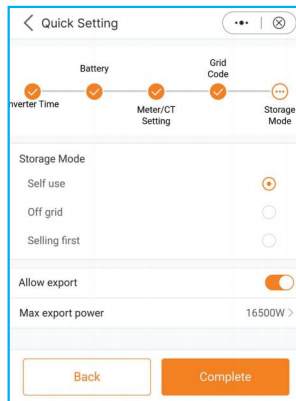 Quick Setting
Battery
Grid
Code
nverter Time
Meter/CT
Setting
Storage
Mode
Storage Mode
Self use
Off grid
Selling first
Allow export
Max export power 16500W >
Back
Complete